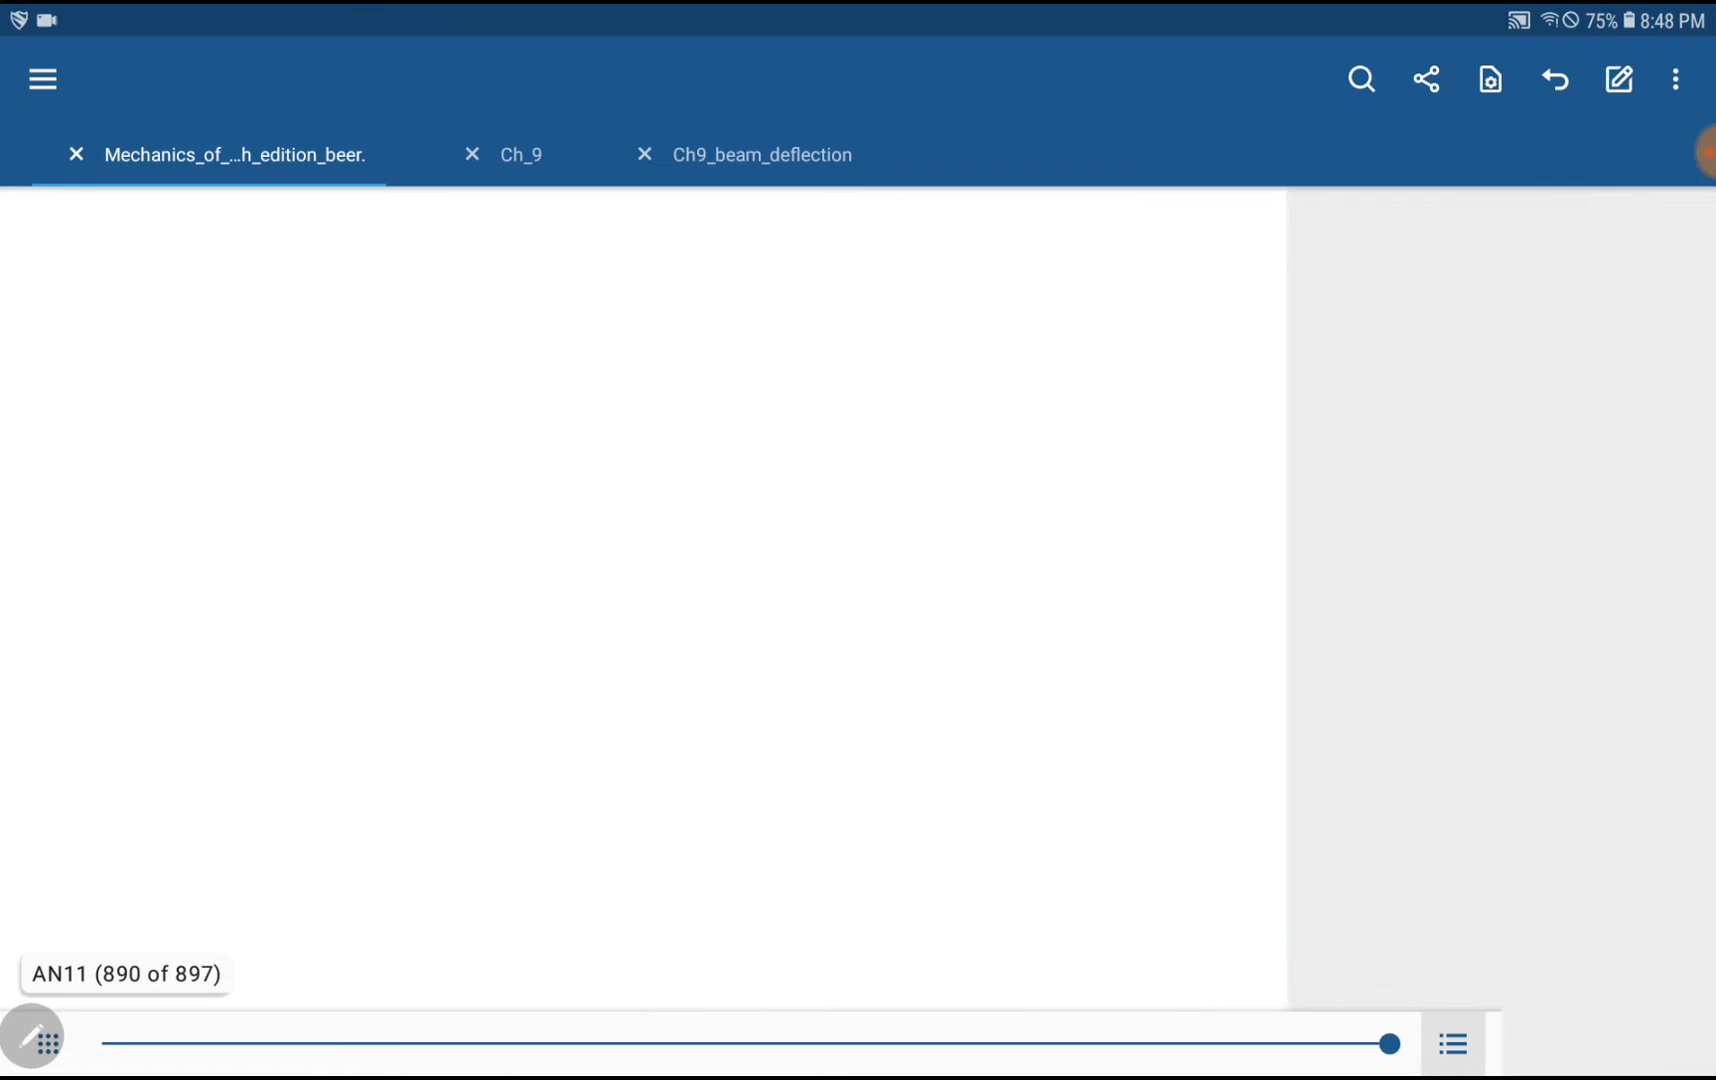 75% 8:48 PM
Mechanics_of_...h_edition_beer.
Ch_9
Ch9_beam_deflection
AN11 (890 of 897)